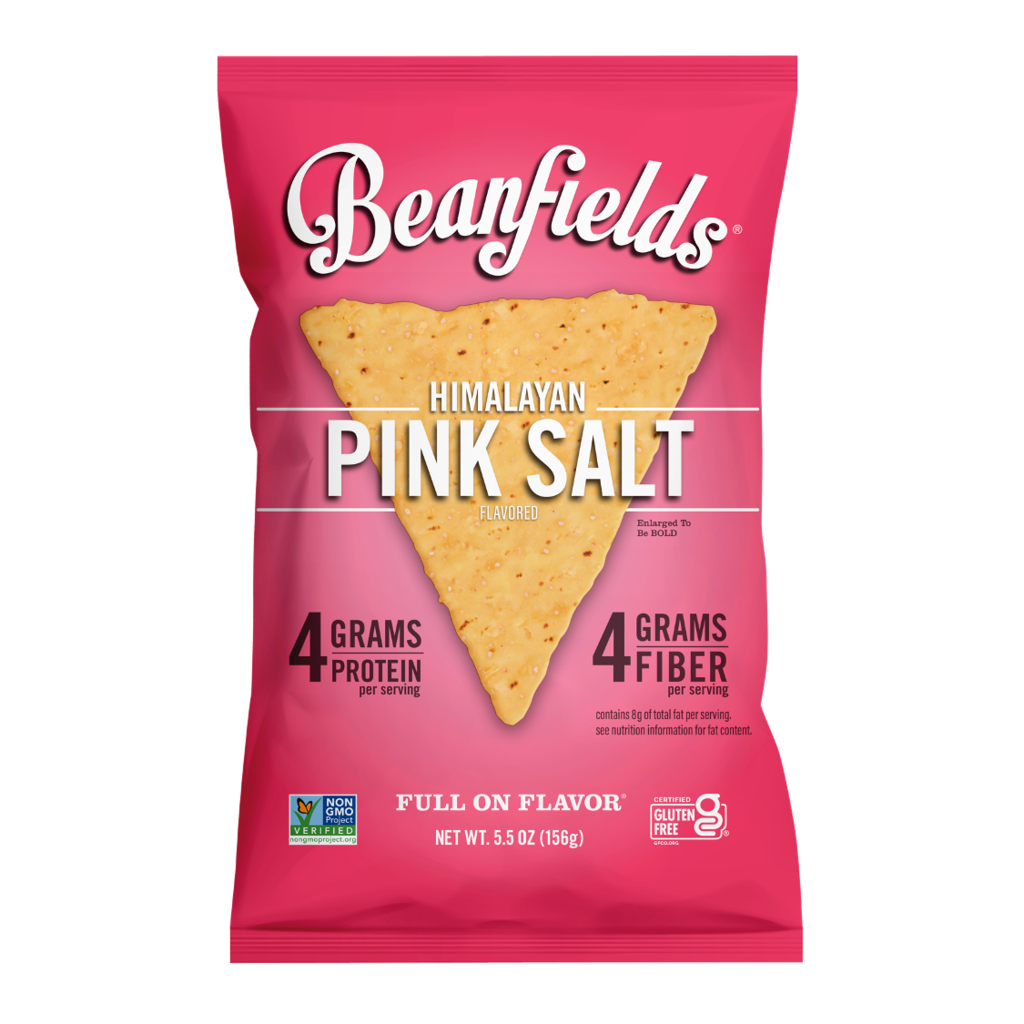 Beanfields®
HIMALAYAN
PINK SALT
FLAVORED
Enlarged To
Be BOLD
4 GRAMS
PROTEIN
per serving
4 GRAMS
FIBER
per serving
contains 8g of total fat per serving.
see nutrition information for fat content.
NON
GMO
Project
VERIFIED
nongmoproject.org
FULL ON FLAVOR®
NET WT. 5.5 OZ (156g)
CERTIFIED
GLUTEN
FREE
®
GFCO.ORG